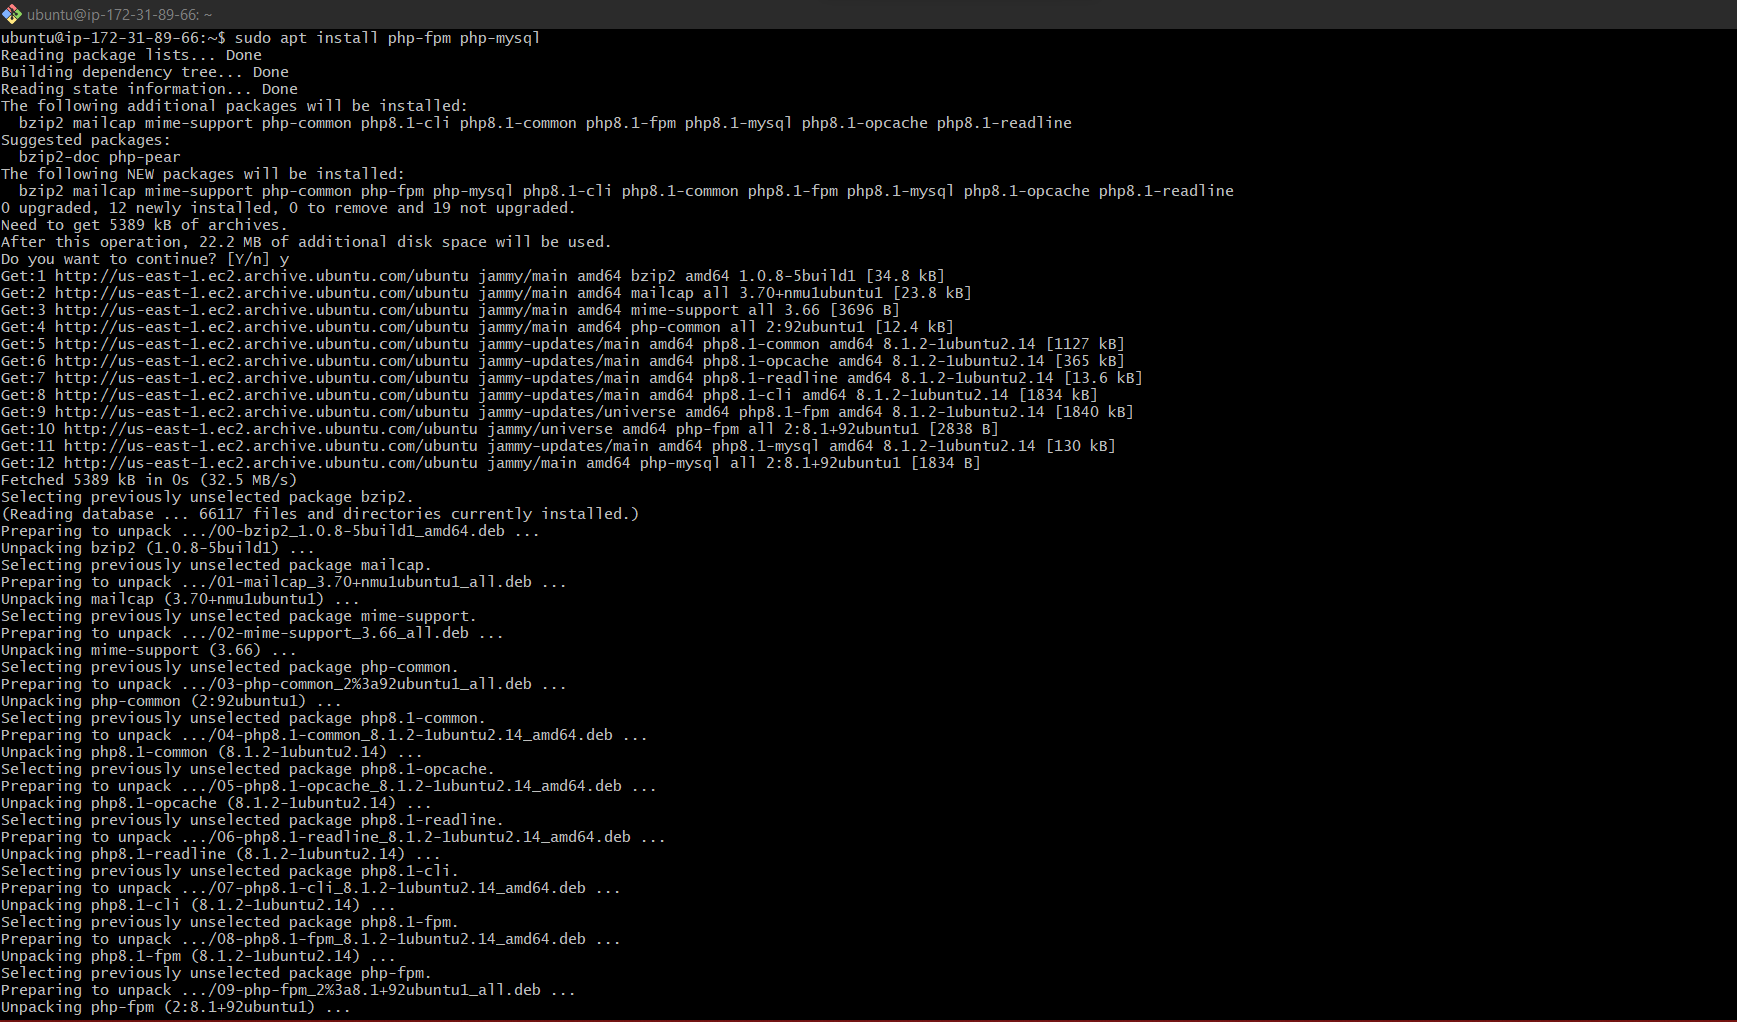 ubuntu@ip-172-31-89-66: ~
ubuntu@ip-172-31-89-66:~$ sudo apt install php-fpm php-mysql
Reading package lists... Done
Building dependency tree... Done
Reading state information... Done
The following additional packages will be installed:
  bzip2 mailcap mime-support php-common php8.1-cli php8.1-common php8.1-fpm php8.1-mysql php8.1-opcache php8.1-readline
Suggested packages:
  bzip2-doc php-pear
The following NEW packages will be installed:
  bzip2 mailcap mime-support php-common php-fpm php-mysql php8.1-cli php8.1-common php8.1-fpm php8.1-mysql php8.1-opcache php8.1-readline
0 upgraded, 12 newly installed, 0 to remove and 19 not upgraded.
Need to get 5389 kB of archives.
After this operation, 22.2 MB of additional disk space will be used.
Do you want to continue? [Y/n] y
Get:1 http://us-east-1.ec2.archive.ubuntu.com/ubuntu jammy/main amd64 bzip2 amd64 1.0.8-5build1 [34.8 kB]
Get:2 http://us-east-1.ec2.archive.ubuntu.com/ubuntu jammy/main amd64 mailcap all 3.70+nmu1ubuntu1 [23.8 kB]
Get:3 http://us-east-1.ec2.archive.ubuntu.com/ubuntu jammy/main amd64 mime-support all 3.66 [3696 B]
Get:4 http://us-east-1.ec2.archive.ubuntu.com/ubuntu jammy/main amd64 php-common all 2:92ubuntu1 [12.4 kB]
Get:5 http://us-east-1.ec2.archive.ubuntu.com/ubuntu jammy-updates/main amd64 php8.1-common amd64 8.1.2-1ubuntu2.14 [1127 kB]
Get:6 http://us-east-1.ec2.archive.ubuntu.com/ubuntu jammy-updates/main amd64 php8.1-opcache amd64 8.1.2-1ubuntu2.14 [365 kB]
Get:7 http://us-east-1.ec2.archive.ubuntu.com/ubuntu jammy-updates/main amd64 php8.1-readline amd64 8.1.2-1ubuntu2.14 [13.6 kB]
Get:8 http://us-east-1.ec2.archive.ubuntu.com/ubuntu jammy-updates/main amd64 php8.1-cli amd64 8.1.2-1ubuntu2.14 [1834 kB]
Get:9 http://us-east-1.ec2.archive.ubuntu.com/ubuntu jammy-updates/universe amd64 php8.1-fpm amd64 8.1.2-1ubuntu2.14 [1840 kB]
Get:10 http://us-east-1.ec2.archive.ubuntu.com/ubuntu jammy/universe amd64 php-fpm all 2:8.1+92ubuntu1 [2838 B]
Get:11 http://us-east-1.ec2.archive.ubuntu.com/ubuntu jammy-updates/main amd64 php8.1-mysql amd64 8.1.2-1ubuntu2.14 [130 kB]
Get:12 http://us-east-1.ec2.archive.ubuntu.com/ubuntu jammy/main amd64 php-mysql all 2:8.1+92ubuntu1 [1834 B]
Fetched 5389 kB in 0s (32.5 MB/s)
Selecting previously unselected package bzip2.
(Reading database ... 66117 files and directories currently installed.)
Preparing to unpack .../00-bzip2_1.0.8-5build1_amd64.deb ...
Unpacking bzip2 (1.0.8-5build1) ...
Selecting previously unselected package mailcap.
Preparing to unpack .../01-mailcap_3.70+nmu1ubuntu1_all.deb ...
Unpacking mailcap (3.70+nmu1ubuntu1) ...
Selecting previously unselected package mime-support.
Preparing to unpack .../02-mime-support_3.66_all.deb ...
Unpacking mime-support (3.66) ...
Selecting previously unselected package php-common.
Preparing to unpack .../03-php-common_2%3a92ubuntu1_all.deb ...
Unpacking php-common (2:92ubuntu1) ...
Selecting previously unselected package php8.1-common.
Preparing to unpack .../04-php8.1-common_8.1.2-1ubuntu2.14_amd64.deb ...
Unpacking php8.1-common (8.1.2-1ubuntu2.14) ...
Selecting previously unselected package php8.1-opcache.
Preparing to unpack .../05-php8.1-opcache_8.1.2-1ubuntu2.14_amd64.deb ...
Unpacking php8.1-opcache (8.1.2-1ubuntu2.14) ...
Selecting previously unselected package php8.1-readline.
Preparing to unpack .../06-php8.1-readline_8.1.2-1ubuntu2.14_amd64.deb ...
Unpacking php8.1-readline (8.1.2-1ubuntu2.14) ...
Selecting previously unselected package php8.1-cli.
Preparing to unpack .../07-php8.1-cli_8.1.2-1ubuntu2.14_amd64.deb ...
Unpacking php8.1-cli (8.1.2-1ubuntu2.14) ...
Selecting previously unselected package php8.1-fpm.
Preparing to unpack .../08-php8.1-fpm_8.1.2-1ubuntu2.14_amd64.deb ...
Unpacking php8.1-fpm (8.1.2-1ubuntu2.14) ...
Selecting previously unselected package php-fpm.
Preparing to unpack .../09-php-fpm_2%3a8.1+92ubuntu1_all.deb ...
Unpacking php-fpm (2:8.1+92ubuntu1) ...